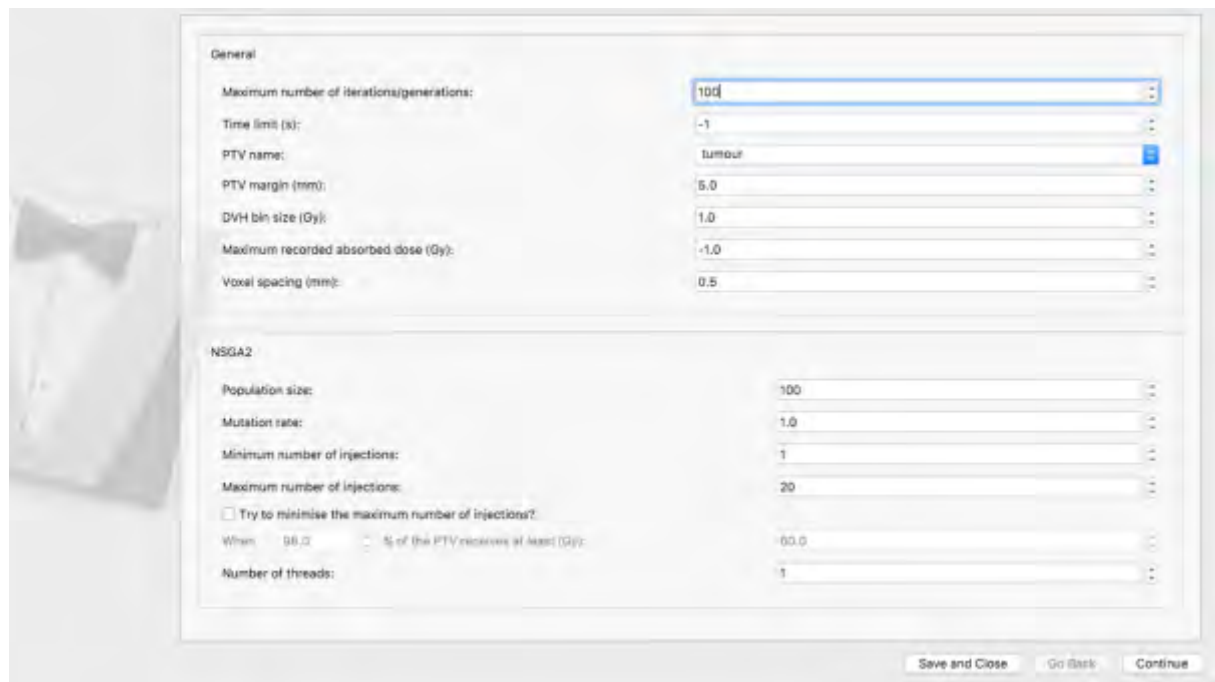 General
Maximum number of iterations/generations: 100
Time limit (s): -1
PTV name: tumour
PTV margin (mm): 5.0
DVH bin size (Gy): 1.0
Maximum recorded absorbed dose (Gy): -1.0
Voxel spacing (mm): 0.5
NSGA2
Population size: 100
Mutation rate: 1.0
Minimum number of injections: 1
Maximum number of injections: 20
Try to minimise the maximum number of injections?
When 98.0 % of the PTV receives at least (Gy): 60.0
Number of threads: 1
Save and Close Go Back Continue